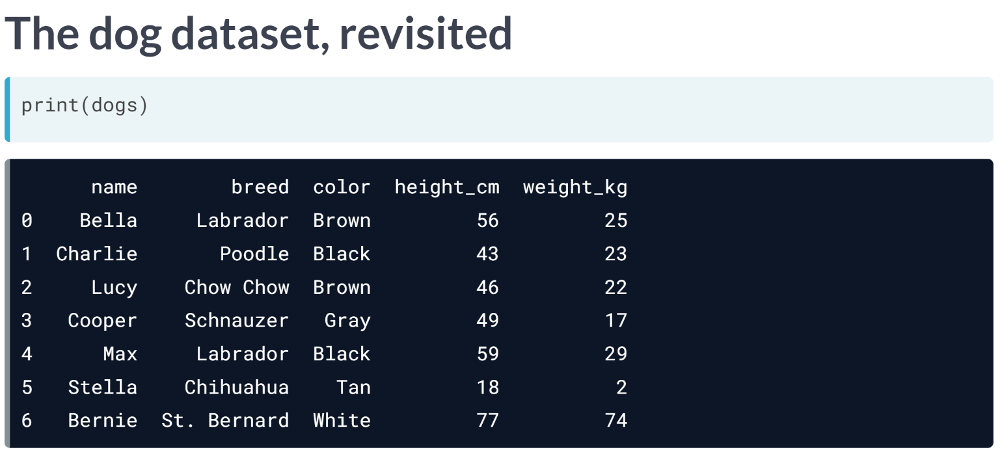 The dog dataset, revisited
print(dogs)
      name        breed  color  height_cm  weight_kg
0    Bella     Labrador  Brown         56         25
1  Charlie       Poodle  Black         43         23
2     Lucy    Chow Chow  Brown         46         22
3   Cooper    Schnauzer   Gray         49         17
4      Max     Labrador  Black         59         29
5   Stella    Chihuahua    Tan         18          2
6   Bernie  St. Bernard  White         77         74